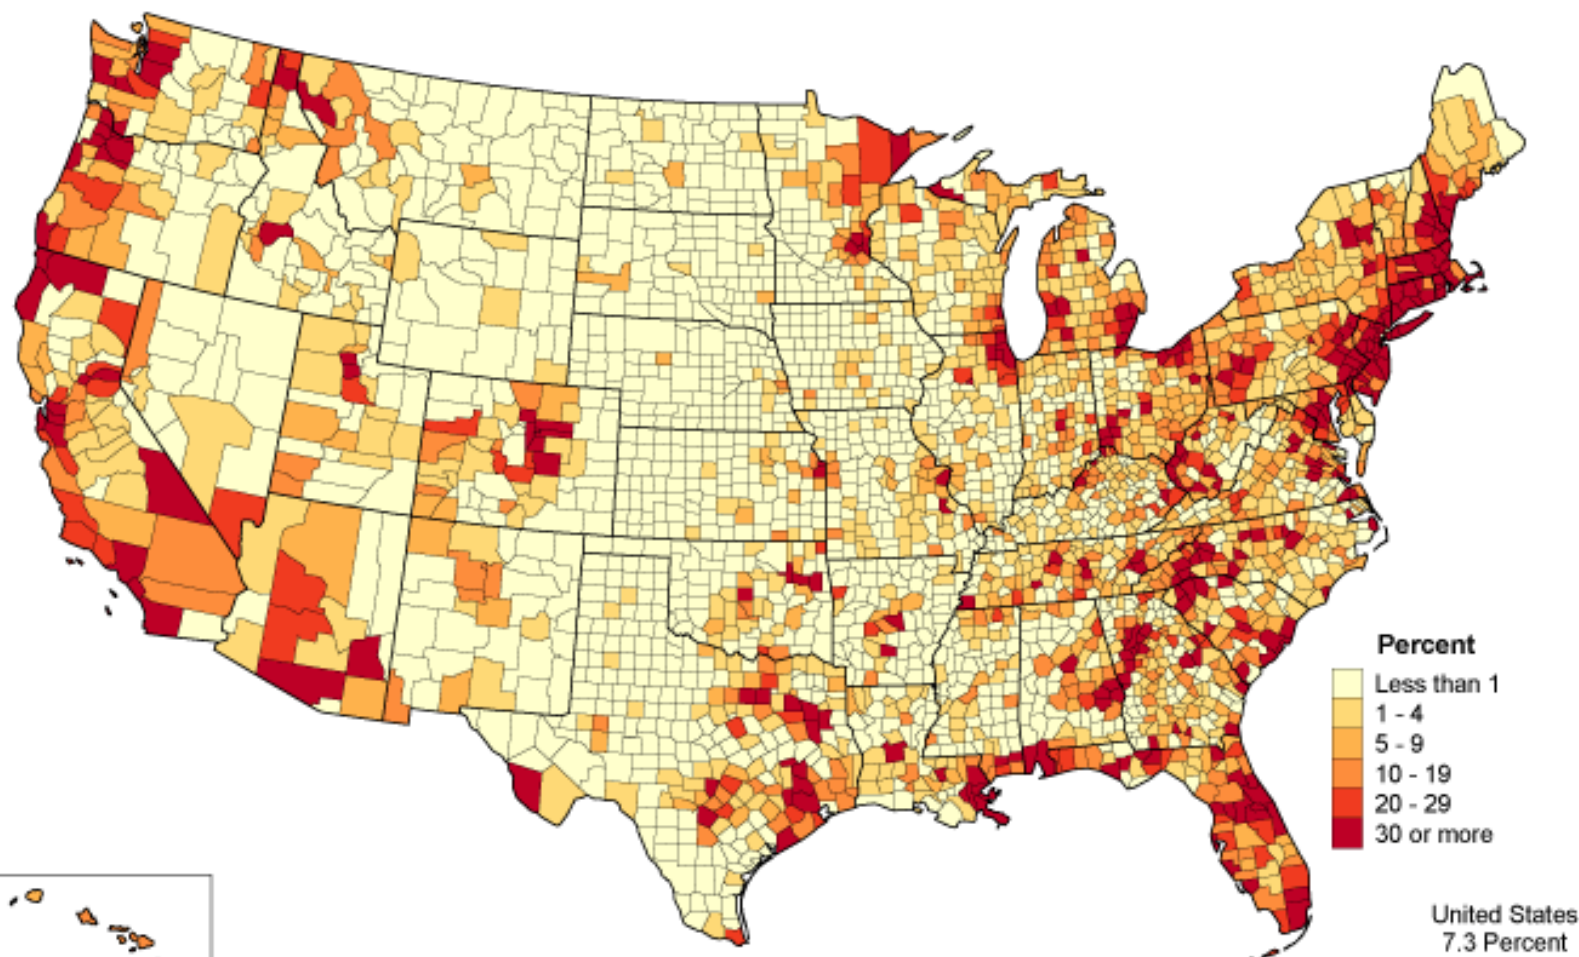 Percent
Less than 1
1 - 4
5 - 9
10 - 19
20 - 29
30 or more
United States
7.3 Percent